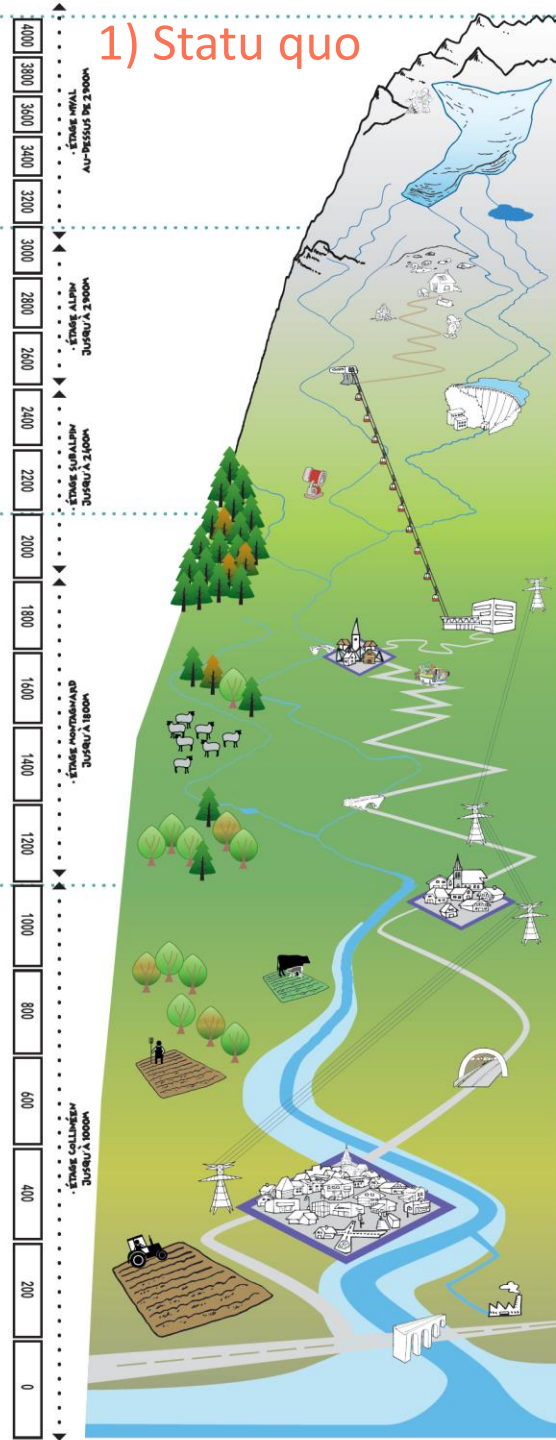 1) Statu quo
4000
3800
3600
3400
3200
3000
2800
2600
2400
2200
2000
1800
1600
1400
1200
1000
800
600
400
200
0
- ÉTAGE NIVAL
AU-DESSUS DE 2900M
- ÉTAGE ALPIN
JUSQU'À 2900M
- ÉTAGE SUBALPIN
JUSQU'À 2400M
- ÉTAGE MONTAGNARD
JUSQU'À 1800M
- ÉTAGE COLLINÉEN
JUSQU'À 1000M